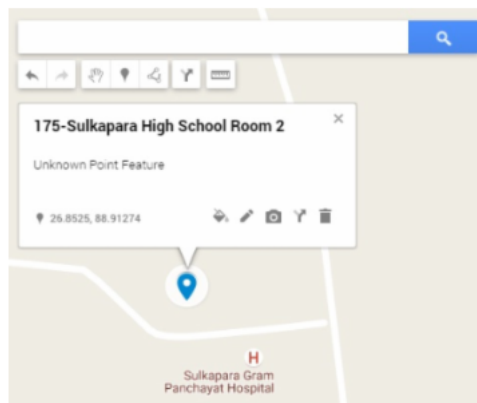 175-Sulkapara High School Room 2
Unknown Point Feature
26.8525, 88.91274
H
Sulkapara Gram
Panchayat Hospital